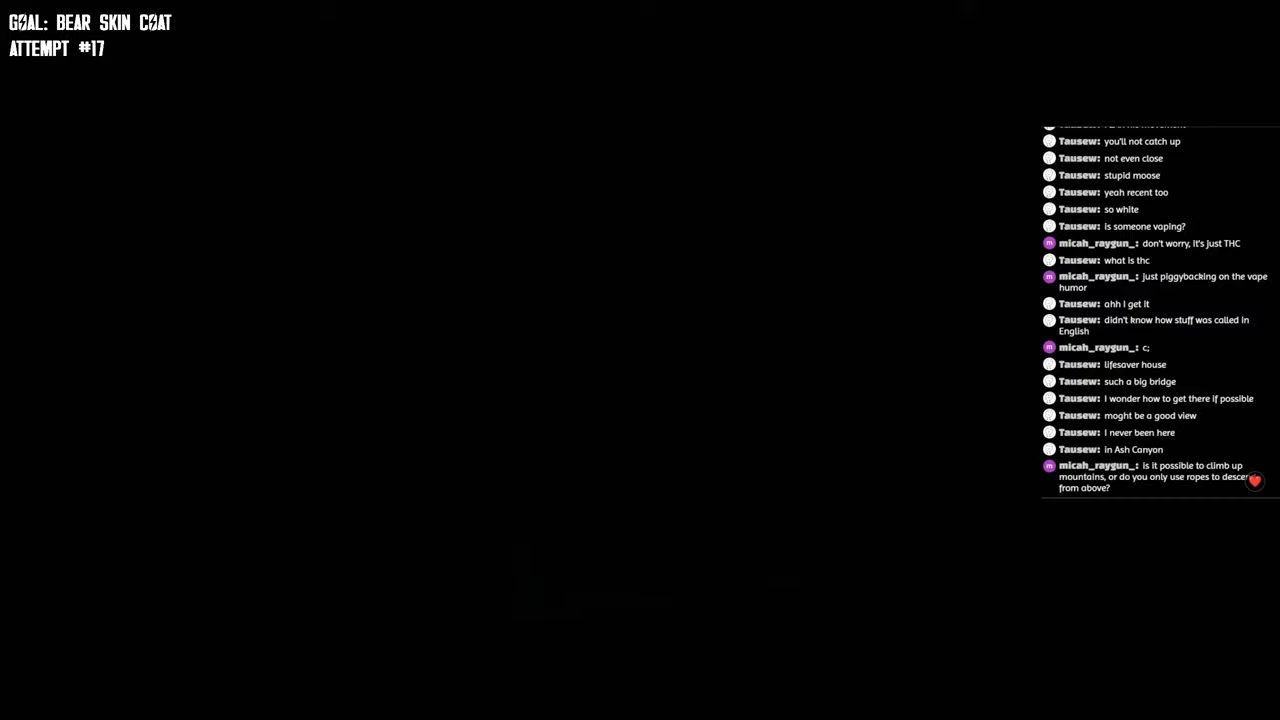 GOAL: BEAR SKIN COAT
ATTEMPT #17
Tausew: you'll not catch up
Tausew: not even close
Tausew: stupid moose
Tausew: yeah recent too
Tausew: so white
Tausew: is someone vaping?
micah_raygun_: don't worry, it's just THC
Tausew: what is thc
micah_raygun_: just piggybacking on the vape
humor
Tausew: ahh I get it
Tausew: didn't know how stuff was called in
English
micah_raygun_: c;
Tausew: lifesaver house
Tausew: such a big bridge
Tausew: I wonder how to get there if possible
Tausew: moght be a good view
Tausew: I never been here
Tausew: in Ash Canyon
micah_raygun_: is it possible to climb up
mountains, or do you only use ropes to
from above?